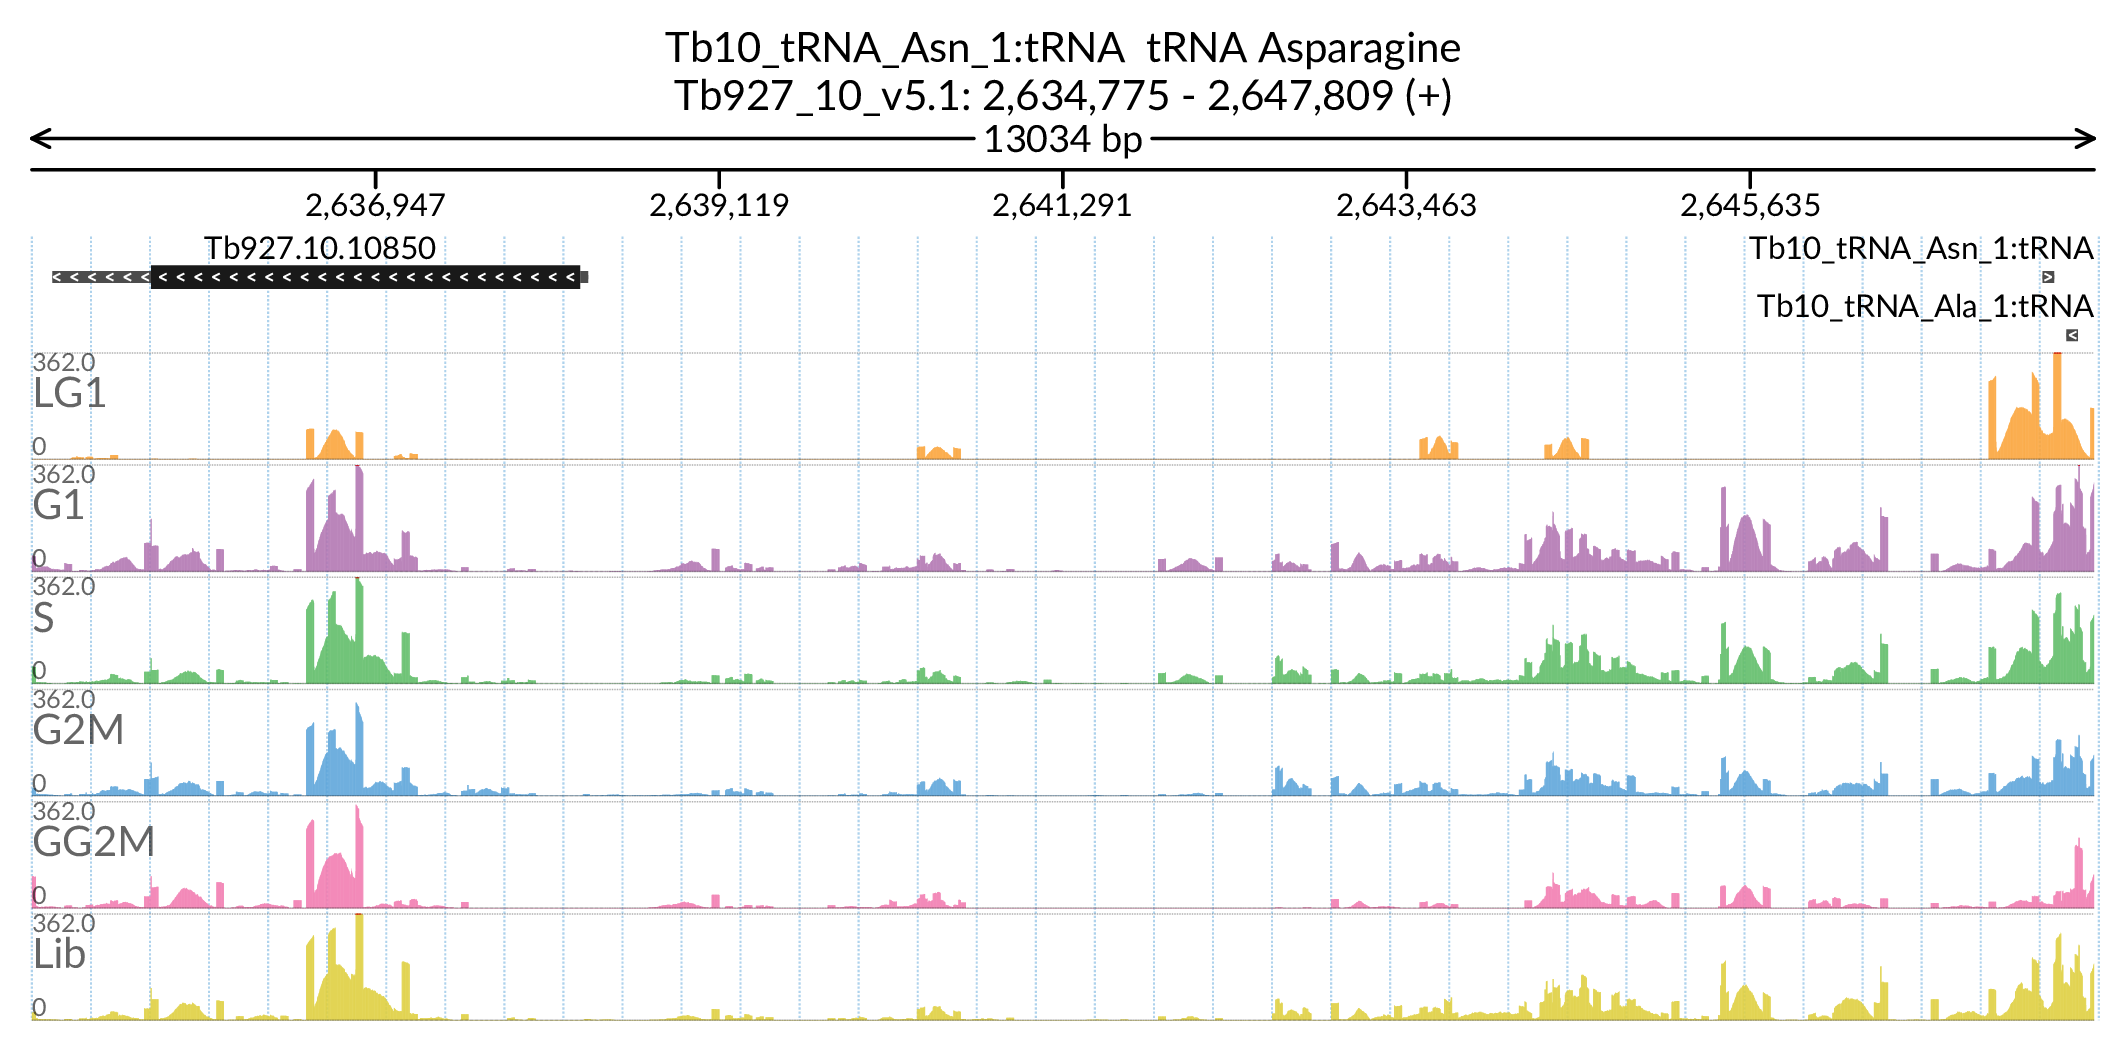 Tb10_tRNA_Asn_1:tRNA  tRNA Asparagine
Tb927_10_v5.1: 2,634,775 - 2,647,809 (+)
13034 bp
2,636,947 2,639,119 2,641,291 2,643,463 2,645,635
Tb927.10.10850 Tb10_tRNA_Asn_1:tRNA
Tb10_tRNA_Ala_1:tRNA
362.0
LG1
0
362.0
G1
0
362.0
S
0
362.0
G2M
0
362.0
GG2M
0
362.0
Lib
0